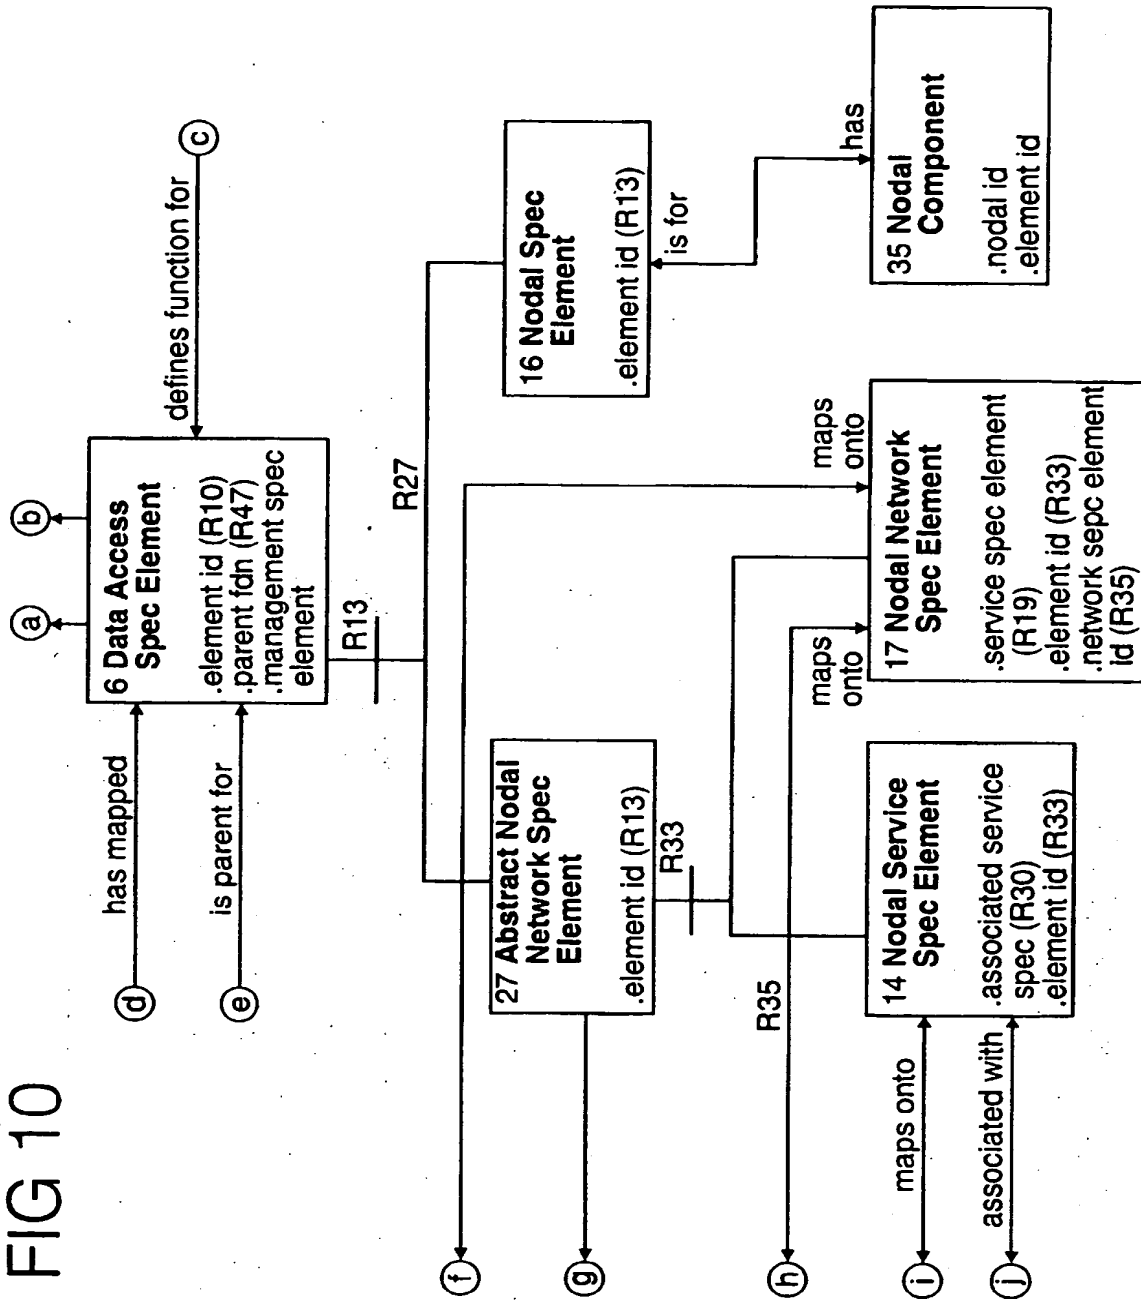 FIG 10
a
b
d
has mapped
e
is parent for
6 Data Access
Spec Element
.element id (R10)
.parent fdn (R47)
.management spec
element
defines function for
c
R13
R27
f
g
27 Abstract Nodal
Network Spec
Element
.element id (R13)
R33
16 Nodal Spec
Element
.element id (R13)
is for
has
h
R35
maps
onto
maps
onto
i
maps onto
j
associated with
14 Nodal Service
Spec Element
.associated service
spec (R30)
.element id (R33)
17 Nodal Network
Spec Element
.service spec element
(R19)
.element id (R33)
.network sepc element
id (R35)
35 Nodal
Component
.nodal id
.element id